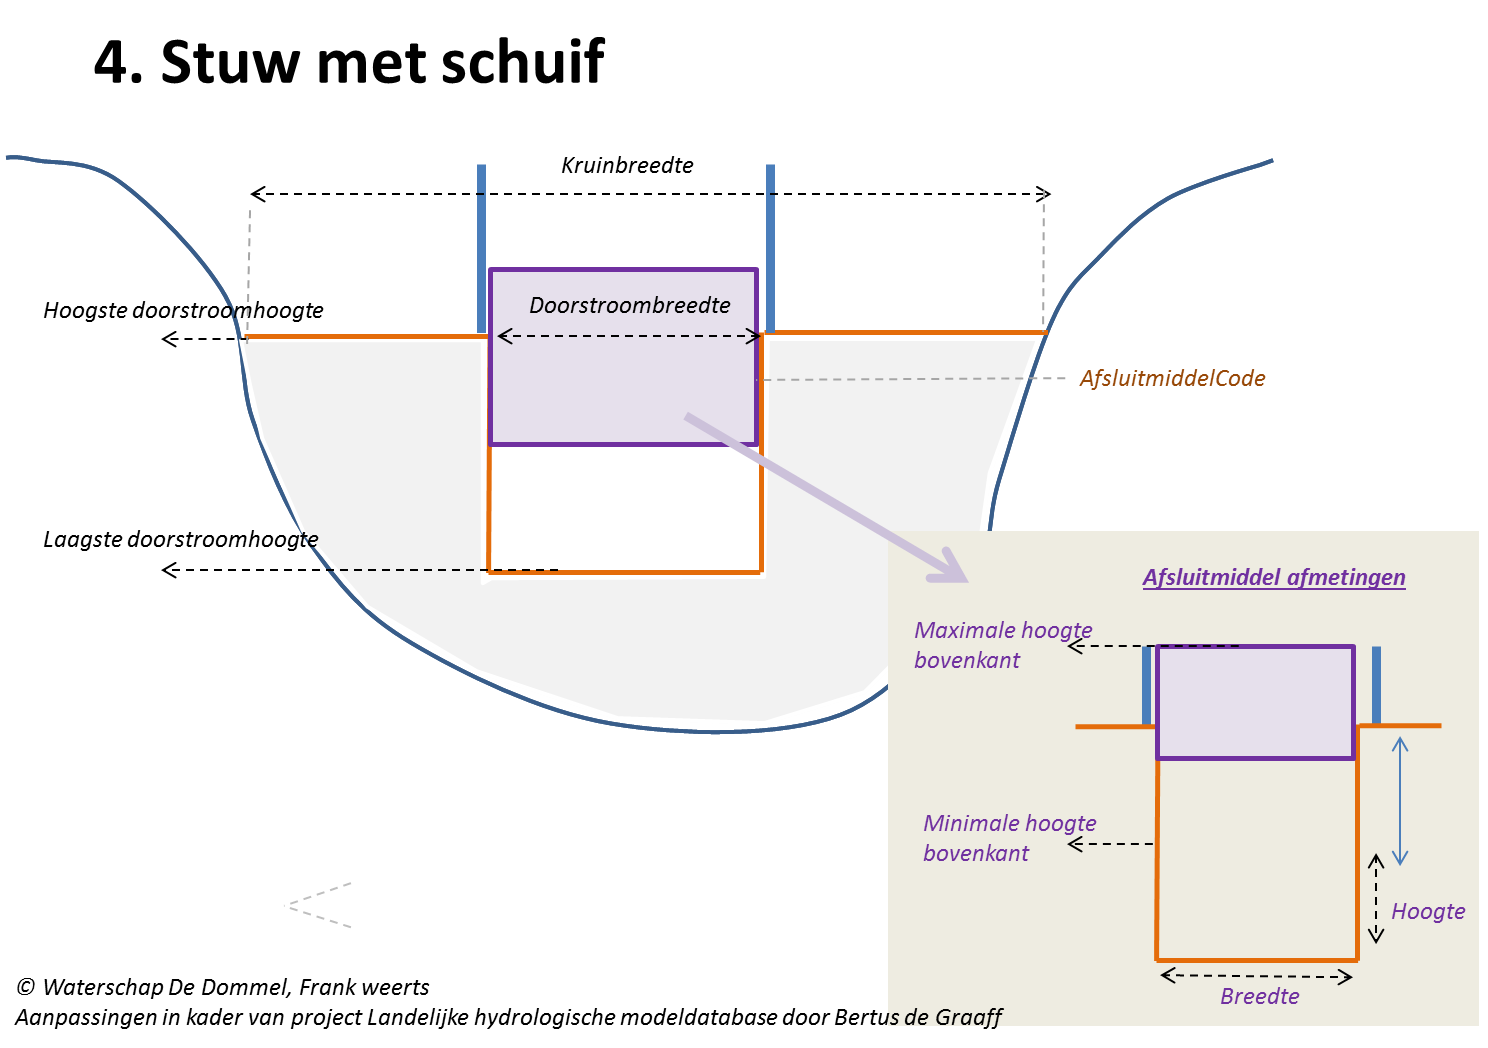 4. Stuw met schuif
Kruinbreedte
Hoogste doorstroomhoogte
Doorstroombreedte
AfsluitmiddelCode
Laagste doorstroomhoogte
Afsluitmiddel afmetingen
Maximale hoogte
bovenkant
Minimale hoogte
bovenkant
Hoogte
Breedte
© Waterschap De Dommel, Frank weerts
Aanpassingen in kader van project Landelijke hydrologische modeldatabase door Bertus de Graaff